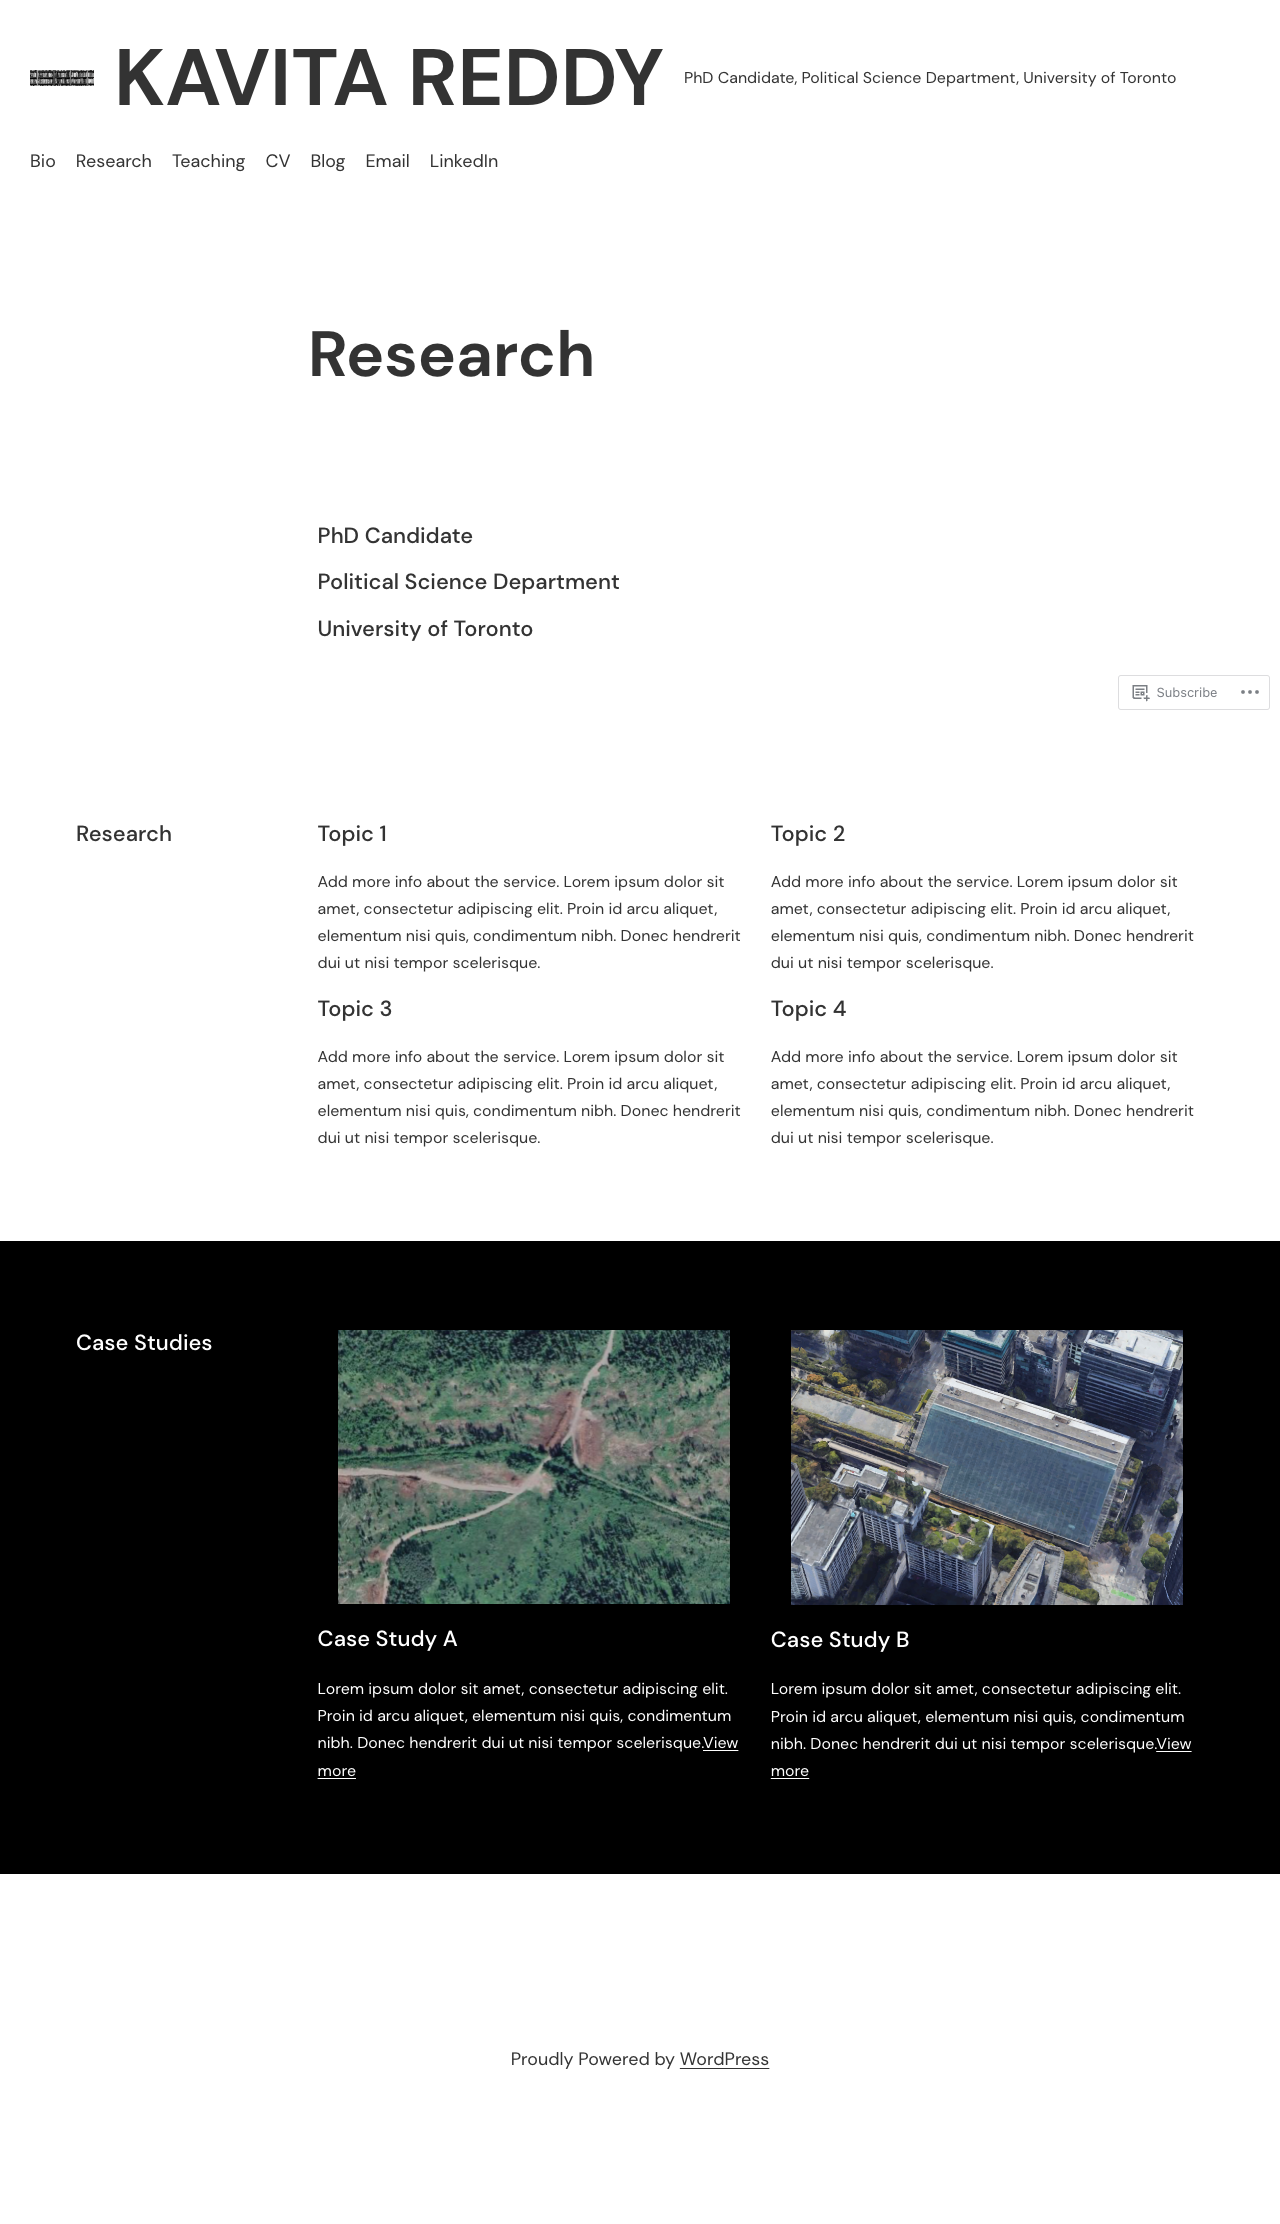 KAVITA REDDY
PhD Candidate, Political Science Department, University of Toronto
Bio Research Teaching CV Blog Email LinkedIn
Research
PhD Candidate
Political Science Department
University of Toronto
Subscribe
Research
Topic 1
Add more info about the service. Lorem ipsum dolor sit
amet, consectetur adipiscing elit. Proin id arcu aliquet,
elementum nisi quis, condimentum nibh. Donec hendrerit
dui ut nisi tempor scelerisque.
Topic 2
Add more info about the service. Lorem ipsum dolor sit
amet, consectetur adipiscing elit. Proin id arcu aliquet,
elementum nisi quis, condimentum nibh. Donec hendrerit
dui ut nisi tempor scelerisque.
Topic 3
Add more info about the service. Lorem ipsum dolor sit
amet, consectetur adipiscing elit. Proin id arcu aliquet,
elementum nisi quis, condimentum nibh. Donec hendrerit
dui ut nisi tempor scelerisque.
Topic 4
Add more info about the service. Lorem ipsum dolor sit
amet, consectetur adipiscing elit. Proin id arcu aliquet,
elementum nisi quis, condimentum nibh. Donec hendrerit
dui ut nisi tempor scelerisque.
Case Studies
Case Study A
Lorem ipsum dolor sit amet, consectetur adipiscing elit.
Proin id arcu aliquet, elementum nisi quis, condimentum
nibh. Donec hendrerit dui ut nisi tempor scelerisque.View
more
Case Study B
Lorem ipsum dolor sit amet, consectetur adipiscing elit.
Proin id arcu aliquet, elementum nisi quis, condimentum
nibh. Donec hendrerit dui ut nisi tempor scelerisque.View
more
Proudly Powered by WordPress